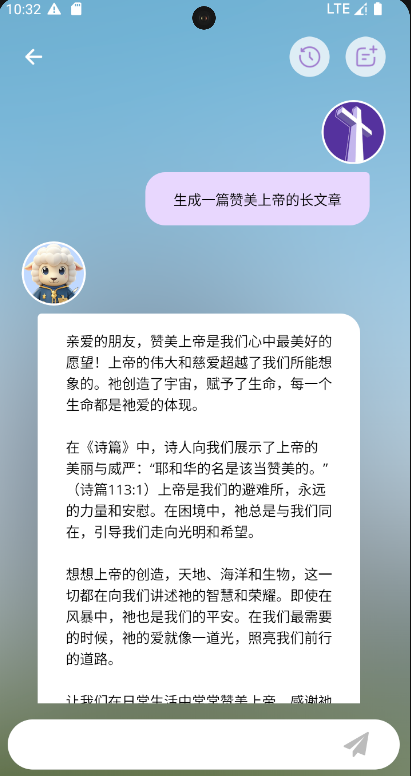 10:32
LTE
生成一篇赞美上帝的长文章
亲爱的朋友，赞美上帝是我们心中最美好的
愿望！上帝的伟大和慈爱超越了我们所能想
象的。祂创造了宇宙，赋予了生命，每一个
生命都是祂爱的体现。
在《诗篇》中，诗人向我们展示了上帝的
美丽与威严：“耶和华的名是该当赞美的。”
（诗篇113:1）上帝是我们的避难所，永远
的力量和安慰。在困境中，祂总是与我们同
在，引导我们走向光明和希望。
想想上帝的创造，天地、海洋和生物，这一
切都在向我们讲述祂的智慧和荣耀。即使在
风暴中，祂也是我们的平安。在我们最需要
的时候，祂的爱就像一道光，照亮我们前行
的道路。
让我们在日常生活中常常赞美上帝，感谢祂